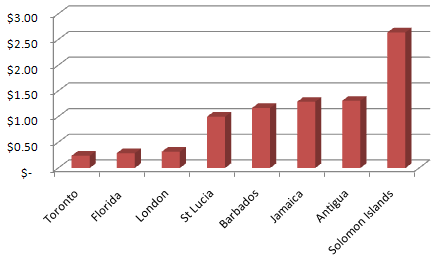 $3.00
$2.50
$2.00
$1.50
$1.00
$0.50
$-
Toronto
Florida
London
St Lucia
Barbados
Jamaica
Antigua
Solomon Islands